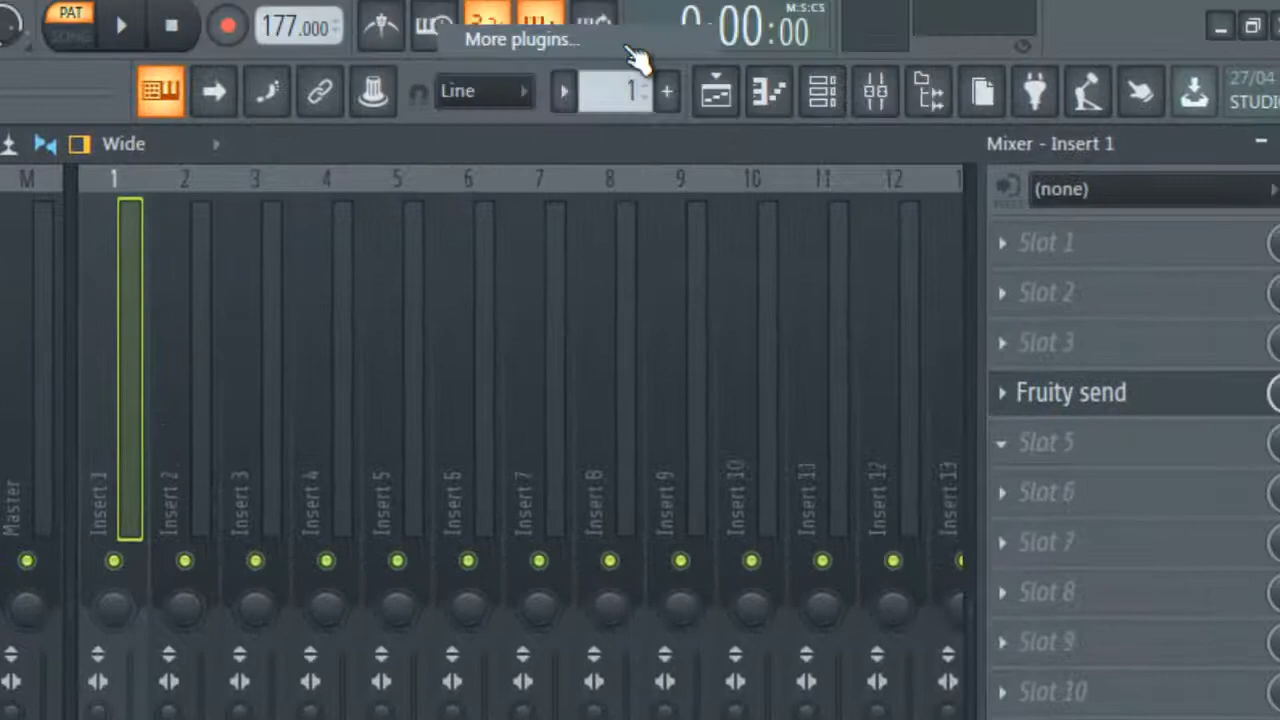 PAT
SONG
177.000
More plugins...
0:00:00
M:S:CS
Line
1
27/04
STUDI
Wide
Mixer - Insert 1
M 1 2 3 4 5 6 7 8 9 10 11 12 1
(none)
Slot 1
Slot 2
Slot 3
Fruity send
Slot 5
Slot 6
Slot 7
Slot 8
Slot 9
Slot 10
Master
Insert 1
Insert 2
Insert 3
Insert 4
Insert 5
Insert 6
Insert 7
Insert 8
Insert 9
Insert 10
Insert 11
Insert 12
Insert 13